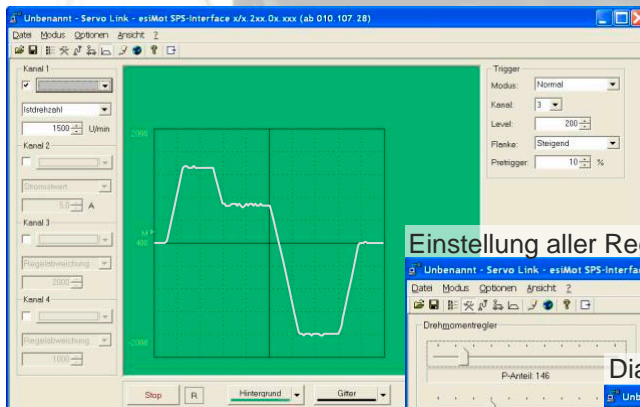 Unbenannt - Servo Link - esiMot SPS-Interface x/x.2xx.0x.xxx (ab 010.107.28)
Datei Modus Optionen Ansicht ?
Kanal 1
Istdrehzahl
1500 U/min
Kanal 2
Stromistwert
5.0 A
Kanal 3
Regelabweichung
2000
Kanal 4
Regelabweichung
1000
2000
M
400
-2000
Stop R Hintergrund Gitter
Trigger
Modus: Normal
Kanal: 3
Level: 200
Flanke: Steigend
Pretrigger: 10 %
Einstellung aller Re
Unbenannt - Servo Link - esiMot SPS-Interfa
Datei Modus Optionen Ansicht ?
Drehmomentregler
P-Anteil: 146
Dia
Unb